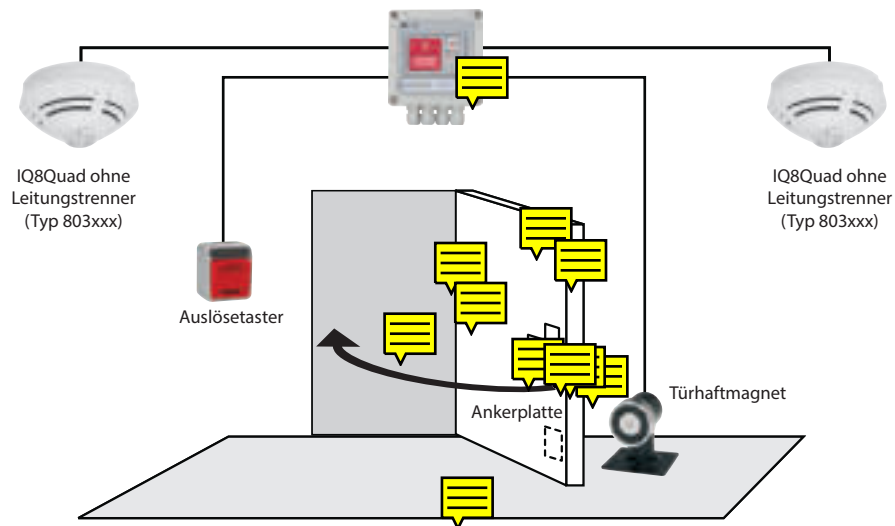 IQ8Quad ohne
Leitungstrenner
(Typ 803xxx)
IQ8Quad ohne
Leitungstrenner
(Typ 803xxx)
Auslösetaster
Türhaftmagnet
Ankerplatte